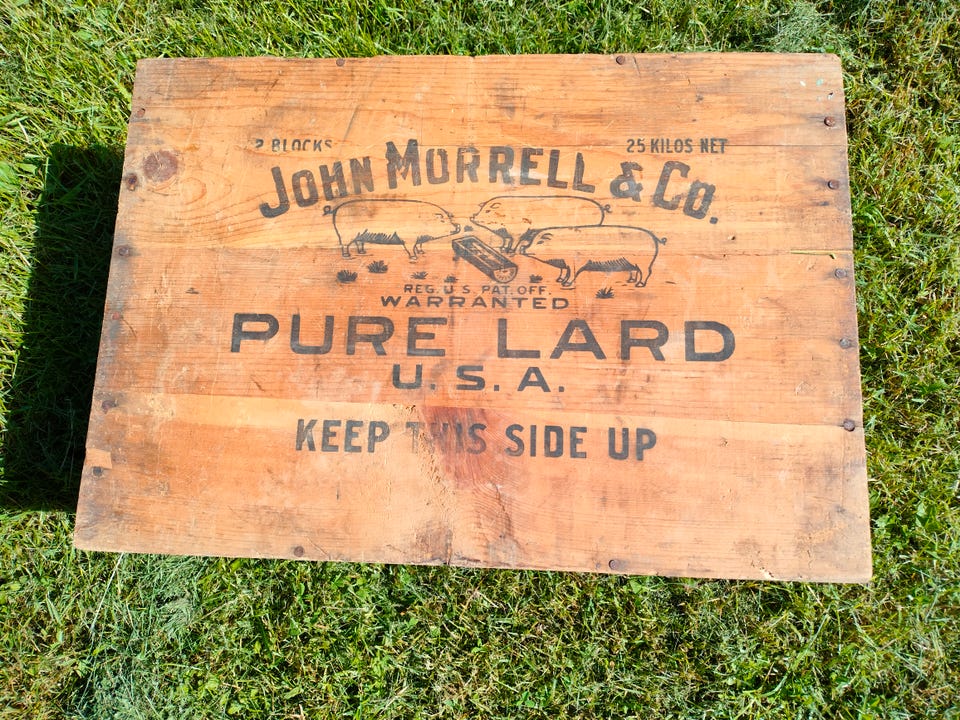 2 BLOCKS 25 KILOS NET
JOHN MORRELL & CO.
REG. U.S. PAT. OFF.
WARRANTED
PURE LARD
U. S. A.
KEEP THIS SIDE UP